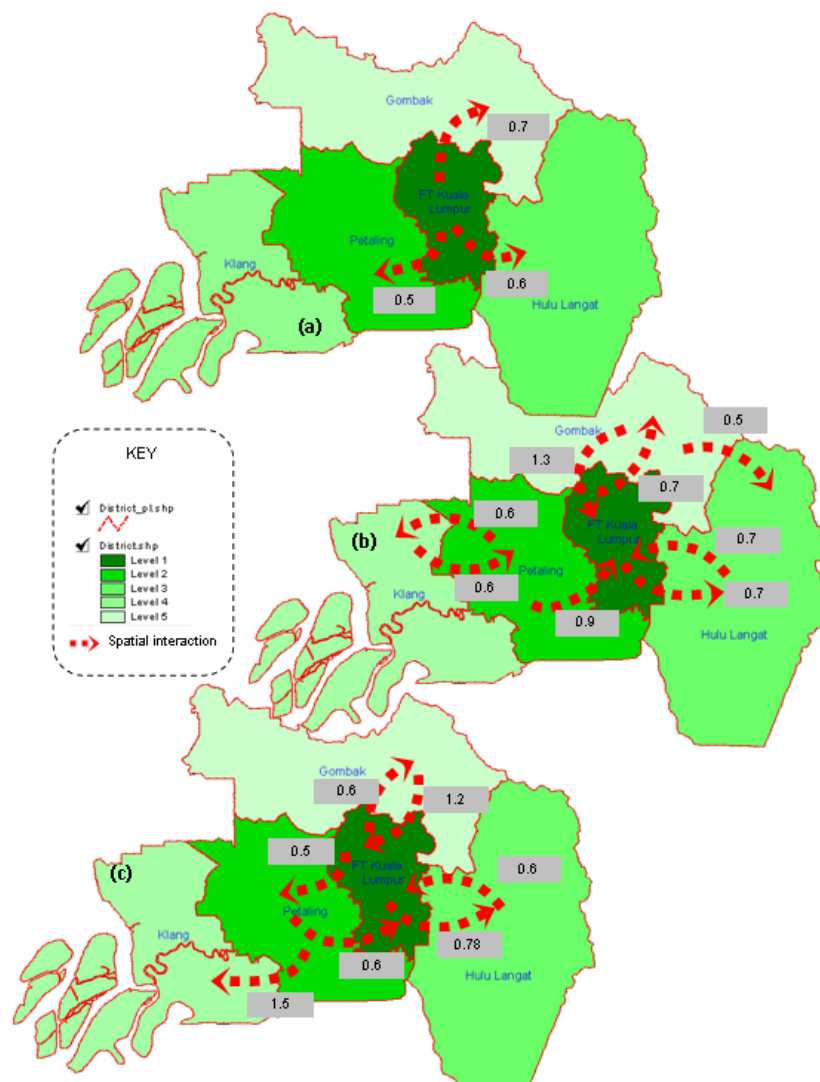 Gombak
0.7
FT Kuala
Lumpur
Petaling
Klang
0.5
0.6
Hulu Langat
(a)
0.5
Gombak
1.3
0.7
0.6
FT Kuala
Lumpur
(b)
0.7
Petaling
Klang
0.6
0.7
0.9
Hulu Langat
KEY
District_pl.shp
District.shp
Level 1
Level 2
Level 3
Level 4
Level 5
Spatial interaction
Gombak
0.6
1.2
0.5
(c)
FT Kuala
Lumpur
0.6
Petaling
Klang
0.78
0.6
Hulu Langat
1.5